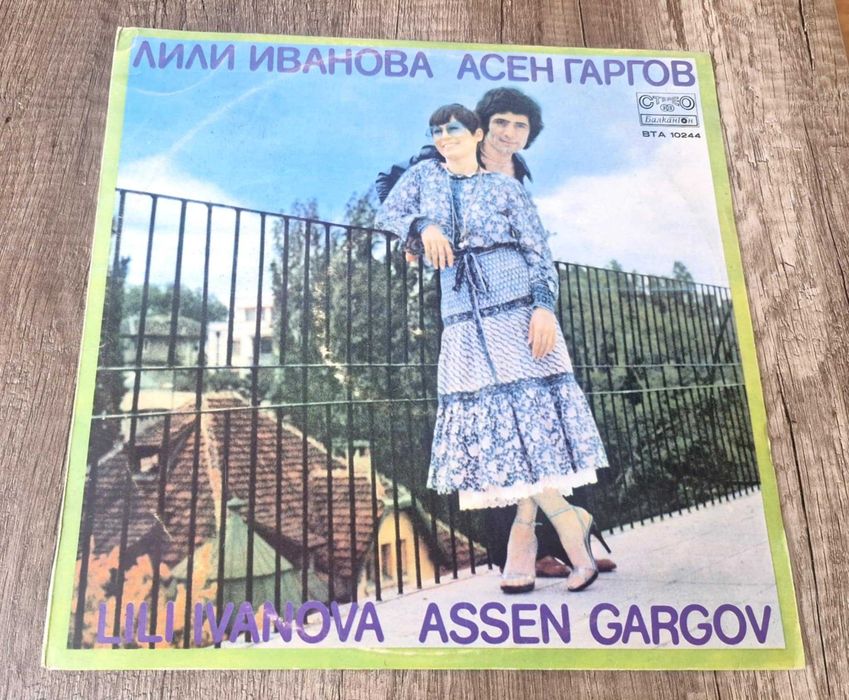 ЛИЛИ ИВАНОВА АСЕН ГАРГОВ
СТЕРЕО
Балкантон
ВТА 10244
LILI IVANOVA ASSEN GARGOV